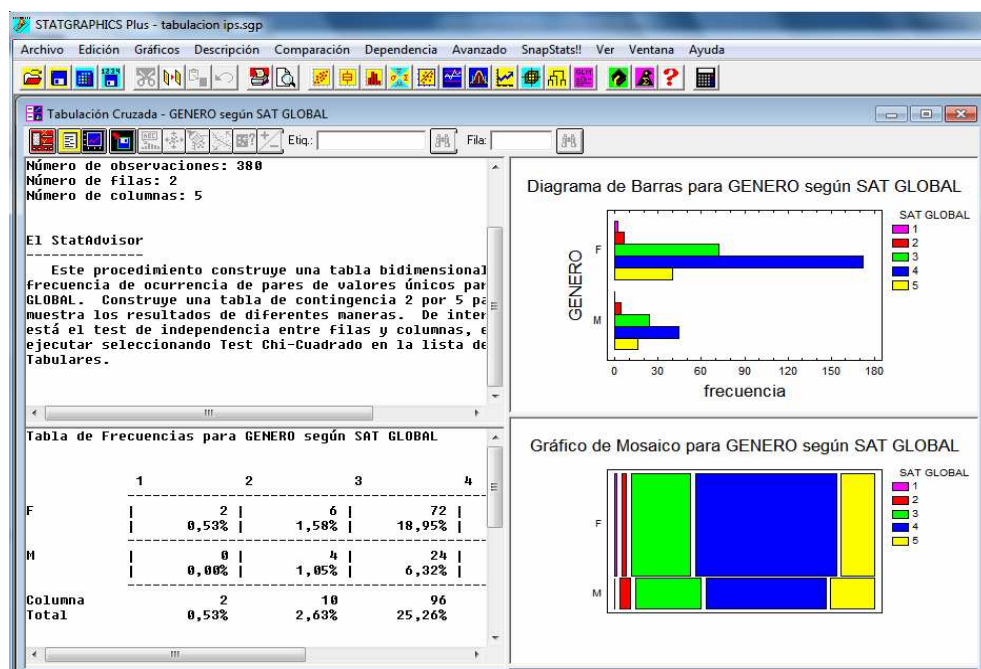 STATGRAPHICS Plus - tabulacion ips.sgp
Archivo Edición Gráficos Descripción Comparación Dependencia Avanzado SnapStats!! Ver Ventana Ayuda
Tabulación Cruzada - GENERO según SAT GLOBAL
Etiq.: Fila:
Número de observaciones: 380
Número de filas: 2
Número de columnas: 5
El StatAdvisor
---------------
Este procedimiento construye una tabla bidimensional
frecuencia de ocurrencia de pares de valores únicos par
GLOBAL. Construye una tabla de contingencia 2 por 5 pa
muestra los resultados de diferentes maneras. De inter
está el test de independencia entre filas y columnas, e
ejecutar seleccionando Test Chi-Cuadrado en la lista de
Tabulares.
Diagrama de Barras para GENERO según SAT GLOBAL
SAT GLOBAL
1
2
3
4
5
GENERO
F
M
0 30 60 90 120 150 180
frecuencia
Tabla de Frecuencias para GENERO según SAT GLOBAL
1 2 3 4
F | 2 | 6 | 72 |
| 0,53% | 1,58% | 18,95% |
M | 0 | 4 | 24 |
| 0,00% | 1,05% | 6,32% |
Columna 2 10 96
Total 0,53% 2,63% 25,26%
Gráfico de Mosaico para GENERO según SAT GLOBAL
SAT GLOBAL
1
2
3
4
5
F
M